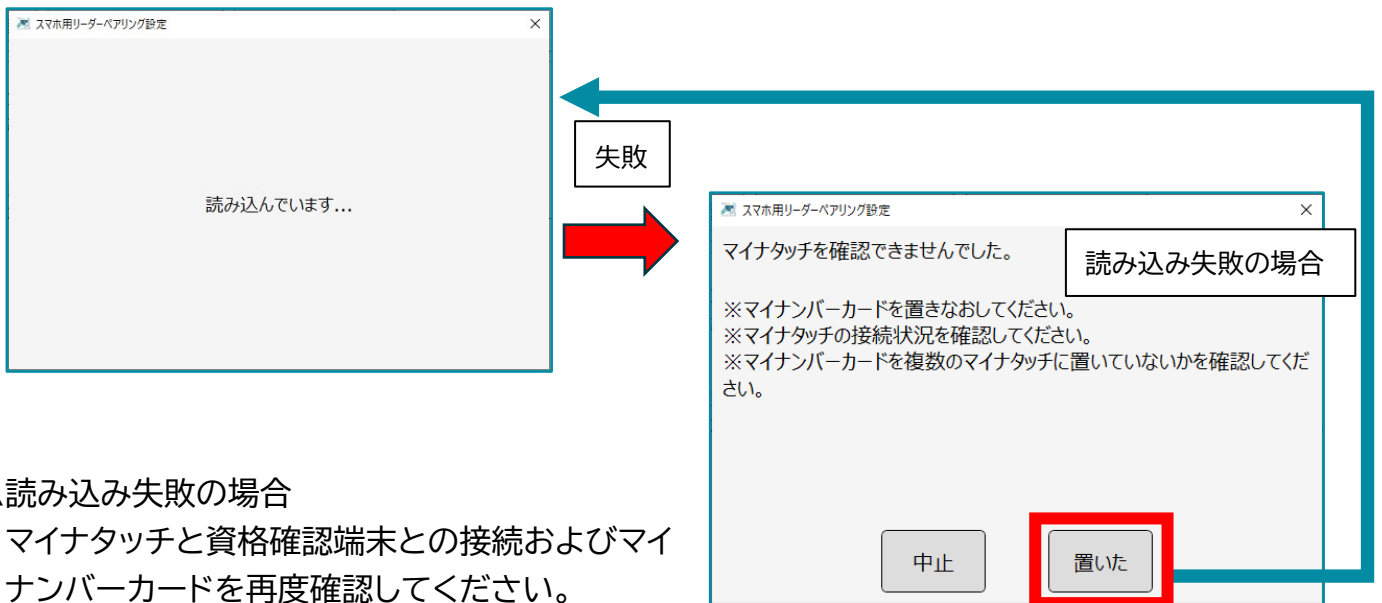 スマホ用リーダーペアリング設定
読み込んでいます...
失敗
スマホ用リーダーペアリング設定
読み込み失敗の場合
マイナタッチを確認できませんでした。
※マイナンバーカードを置きなおしてください。
※マイナタッチの接続状況を確認してください。
※マイナンバーカードを複数のマイナタッチに置いていないかを確認してくだ
さい。
中止
置いた
読み込み失敗の場合
マイナタッチと資格確認端末との接続およびマイ
ナンバーカードを再度確認してください。